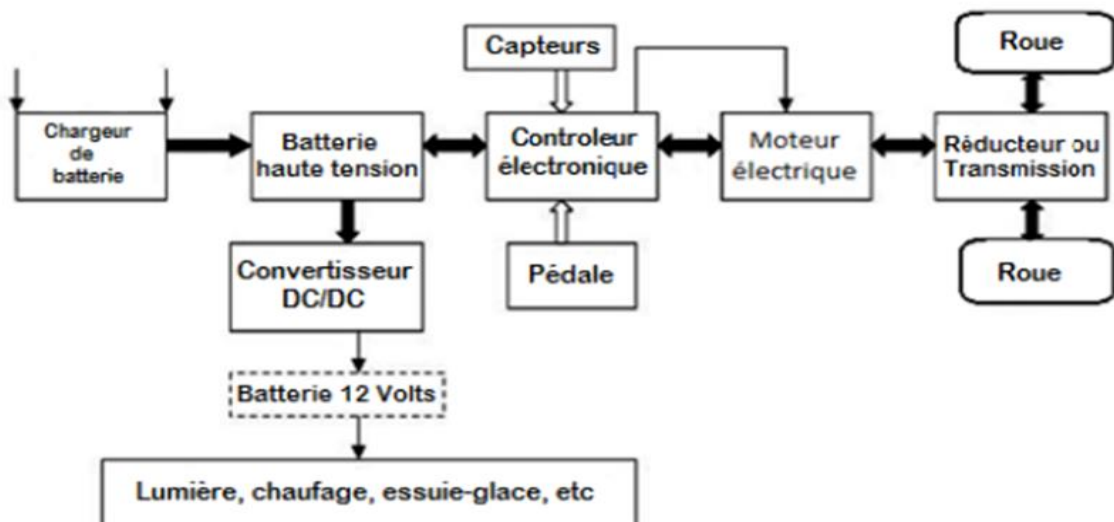 Capteurs
Roue
Chargeur
de
batterie
Batterie
haute tension
Controleur
électronique
Moteur
électrique
Réducteur ou
Transmission
Convertisseur
DC/DC
Pédale
Roue
Batterie 12 Volts
Lumière, chaufage, essuie-glace, etc